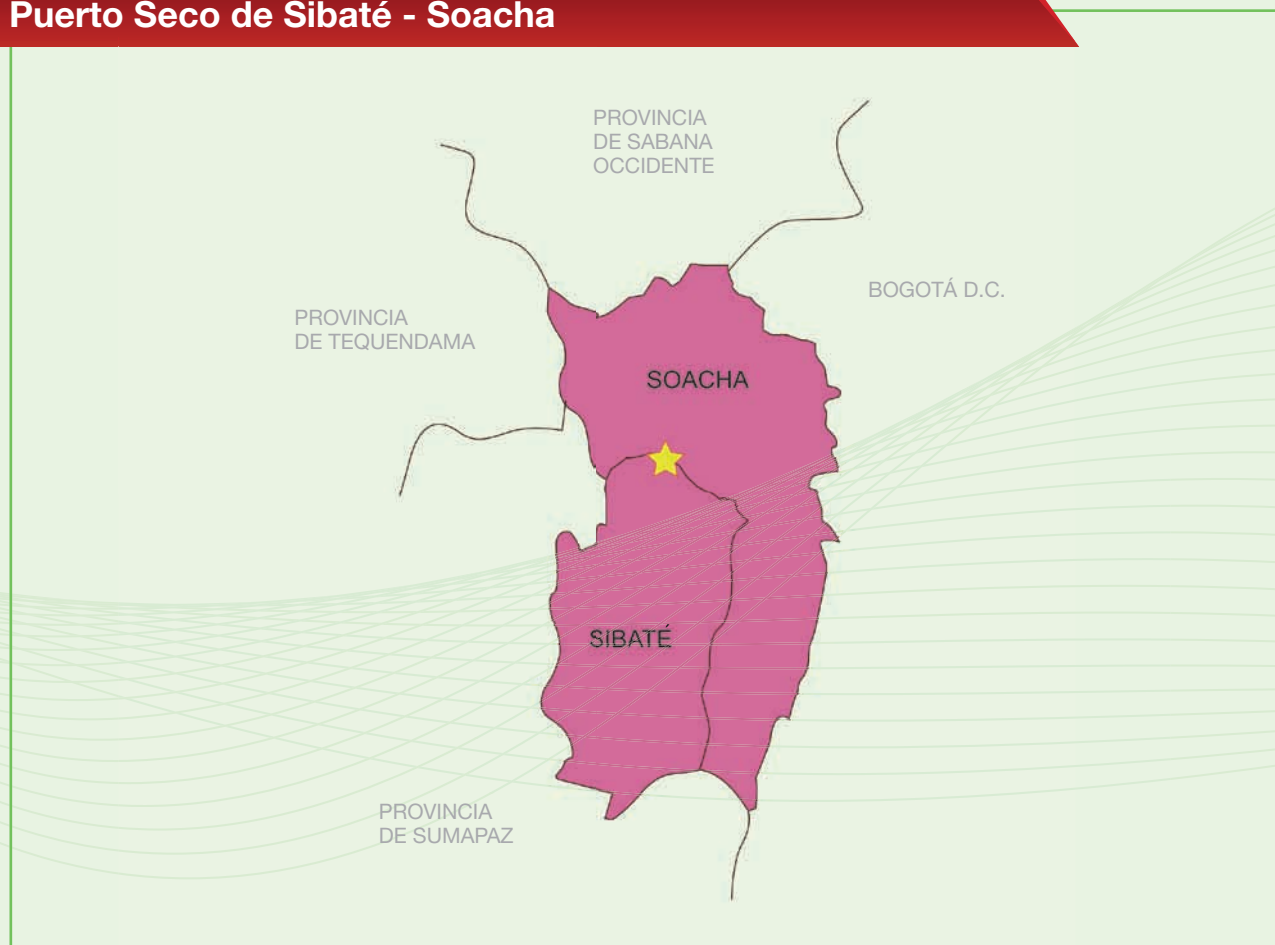 Puerto Seco de Sibaté - Soacha
PROVINCIA
DE SABANA
OCCIDENTE
BOGOTÁ D.C.
PROVINCIA
DE TEQUENDAMA
SOACHA
SIBATÉ
PROVINCIA
DE SUMAPAZ